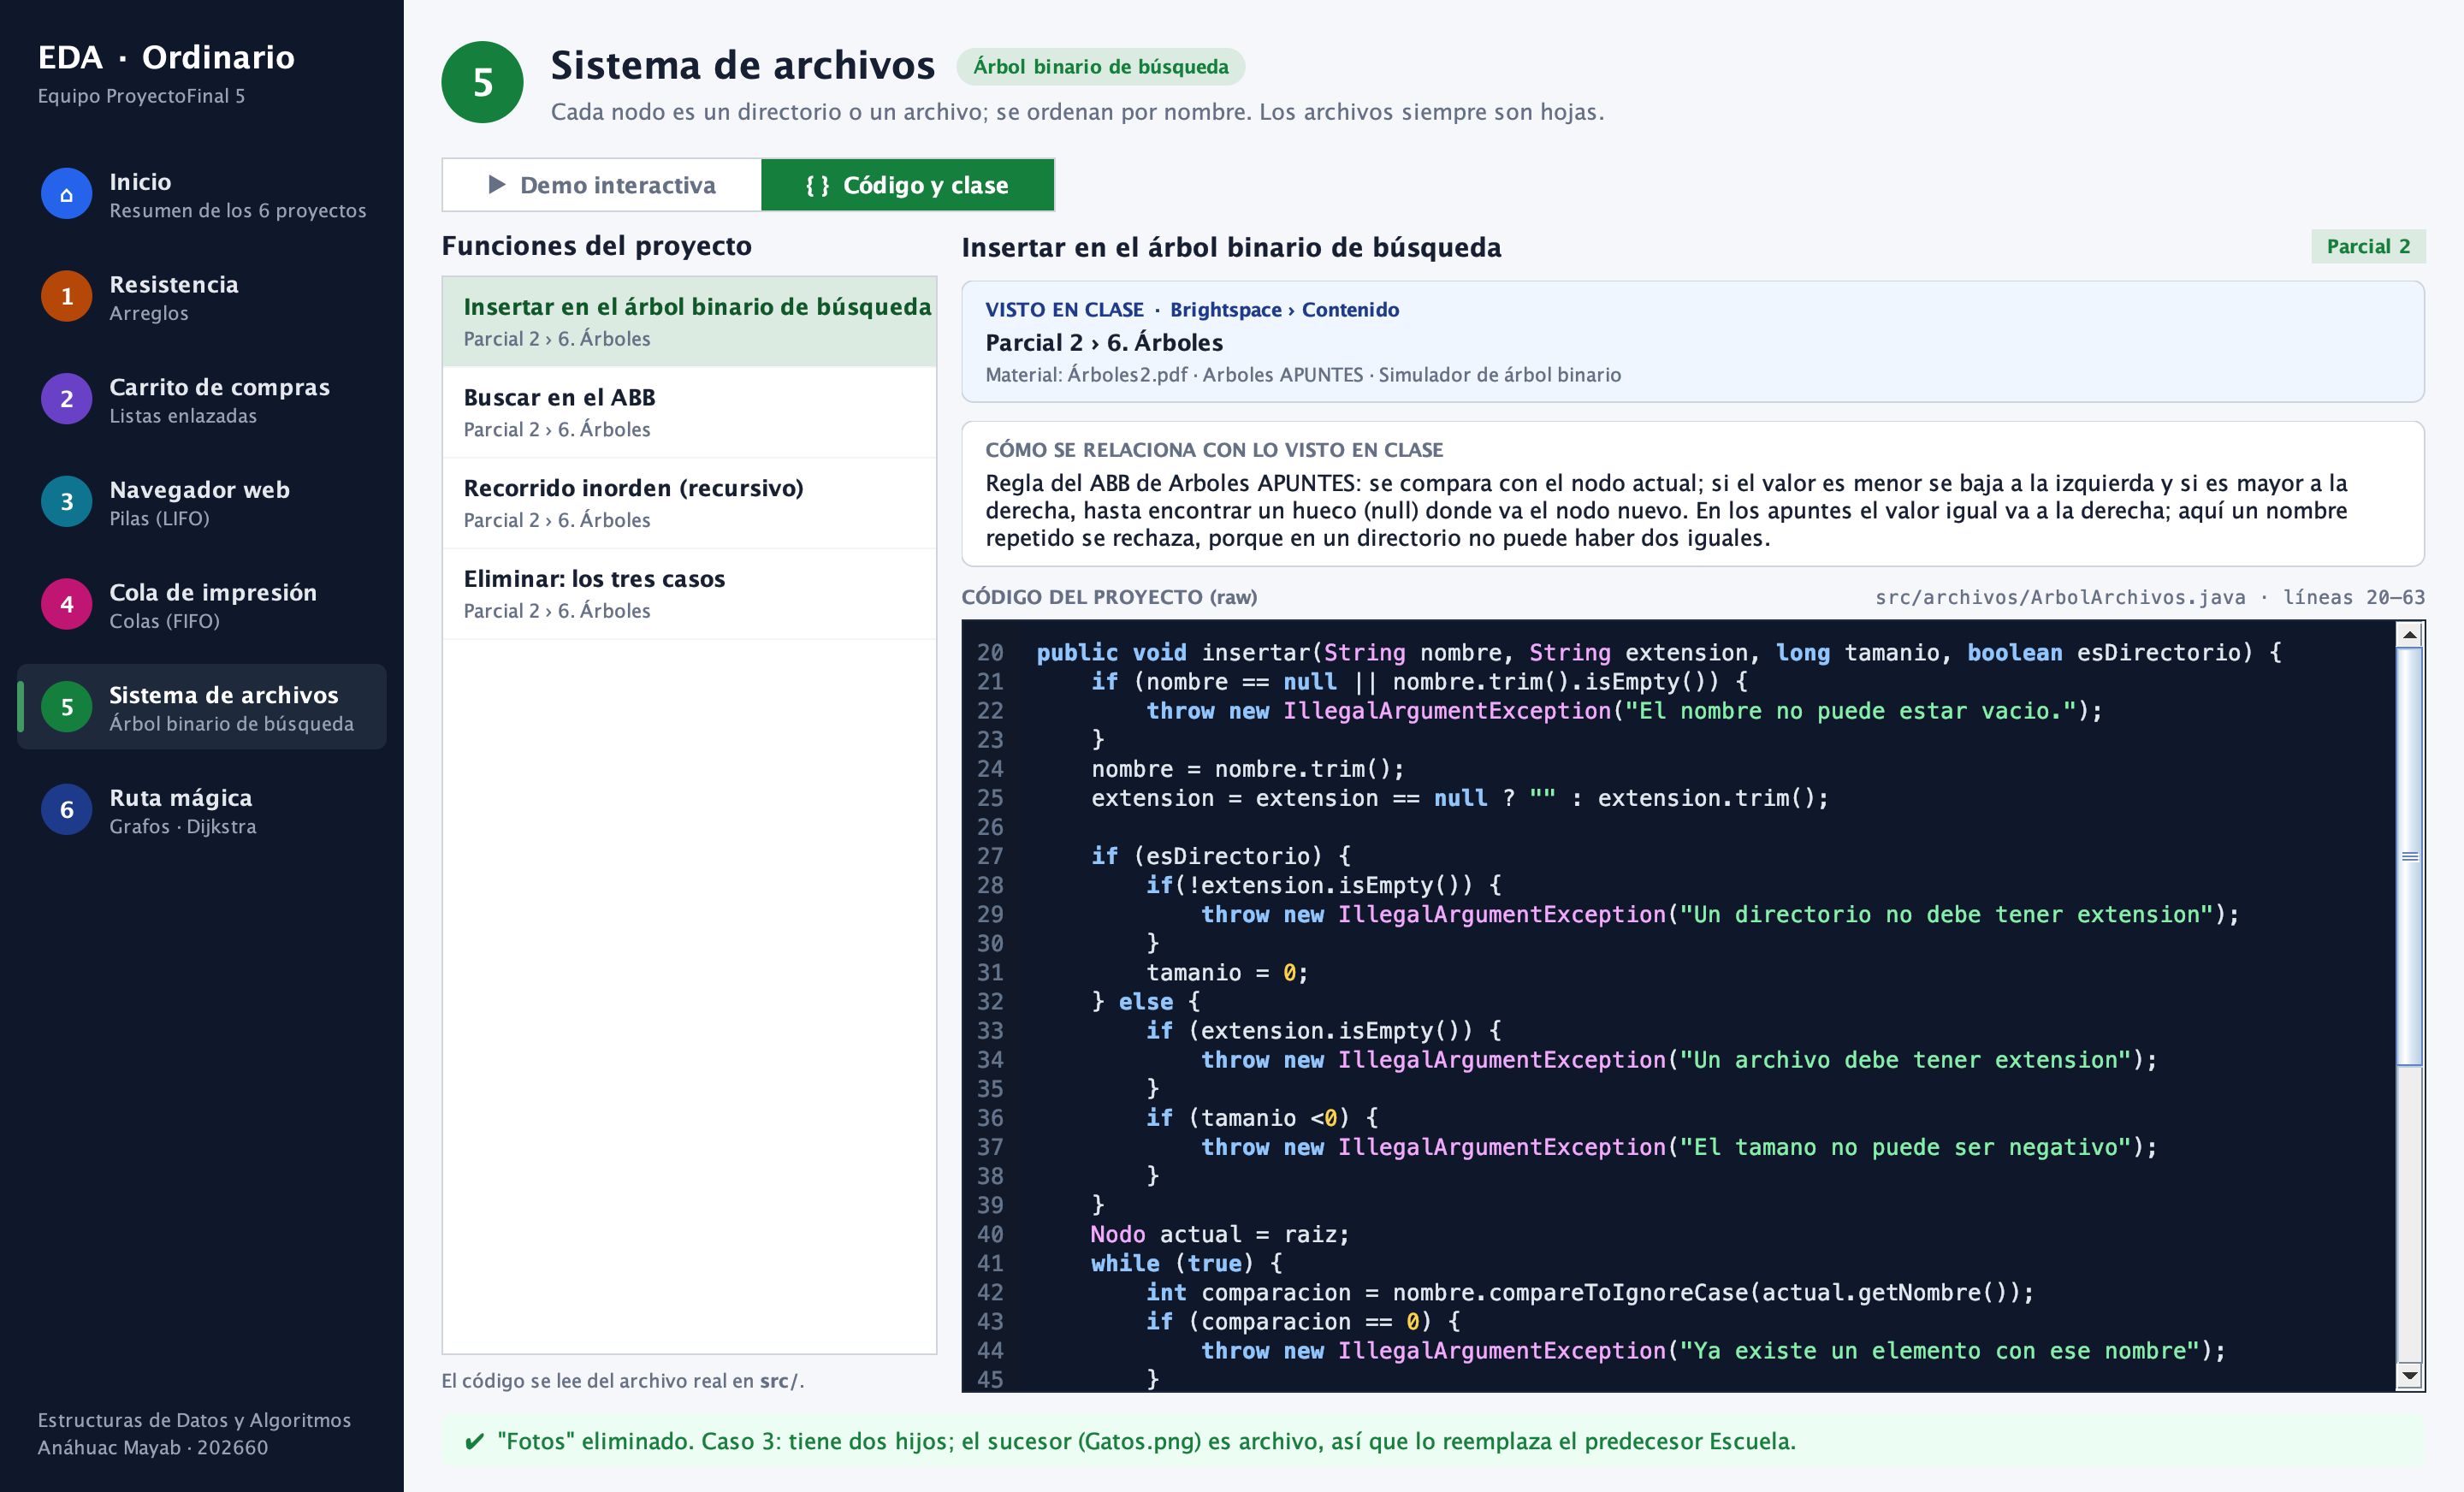 EDA · Ordinario
Equipo ProyectoFinal 5
Inicio
Resumen de los 6 proyectos
1
Resistencia
Arreglos
2
Carrito de compras
Listas enlazadas
3
Navegador web
Pilas (LIFO)
4
Cola de impresión
Colas (FIFO)
5
Sistema de archivos
Árbol binario de búsqueda
6
Ruta mágica
Grafos · Dijkstra
Estructuras de Datos y Algoritmos
Anáhuac Mayab · 202660
5
Sistema de archivos
Árbol binario de búsqueda
Cada nodo es un directorio o un archivo; se ordenan por nombre. Los archivos siempre son hojas.
▶ Demo interactiva
{ } Código y clase
Funciones del proyecto
Insertar en el árbol binario de búsqueda
Parcial 2 › 6. Árboles
Buscar en el ABB
Parcial 2 › 6. Árboles
Recorrido inorden (recursivo)
Parcial 2 › 6. Árboles
Eliminar: los tres casos
Parcial 2 › 6. Árboles
El código se lee del archivo real en src/.
Insertar en el árbol binario de búsqueda
Parcial 2
VISTO EN CLASE · Brightspace › Contenido
Parcial 2 › 6. Árboles
Material: Árboles2.pdf · Arboles APUNTES · Simulador de árbol binario
CÓMO SE RELACIONA CON LO VISTO EN CLASE
Regla del ABB de Arboles APUNTES: se compara con el nodo actual; si el valor es menor se baja a la izquierda y si es mayor a la
derecha, hasta encontrar un hueco (null) donde va el nodo nuevo. En los apuntes el valor igual va a la derecha; aquí un nombre
repetido se rechaza, porque en un directorio no puede haber dos iguales.
CÓDIGO DEL PROYECTO (raw)
src/archivos/ArbolArchivos.java · líneas 20–63
20 public void insertar(String nombre, String extension, long tamanio, boolean esDirectorio) {
21 if (nombre == null || nombre.trim().isEmpty()) {
22 throw new IllegalArgumentException("El nombre no puede estar vacio.");
23 }
24 nombre = nombre.trim();
25 extension = extension == null ? "" : extension.trim();
26
27 if (esDirectorio) {
28 if(!extension.isEmpty()) {
29 throw new IllegalArgumentException("Un directorio no debe tener extension");
30 }
31 tamanio = 0;
32 } else {
33 if (extension.isEmpty()) {
34 throw new IllegalArgumentException("Un archivo debe tener extension");
35 }
36 if (tamanio <0) {
37 throw new IllegalArgumentException("El tamano no puede ser negativo");
38 }
39 }
40 Nodo actual = raiz;
41 while (true) {
42 int comparacion = nombre.compareToIgnoreCase(actual.getNombre());
43 if (comparacion == 0) {
44 throw new IllegalArgumentException("Ya existe un elemento con ese nombre");
45 }
✔ "Fotos" eliminado. Caso 3: tiene dos hijos; el sucesor (Gatos.png) es archivo, así que lo reemplaza el predecesor Escuela.